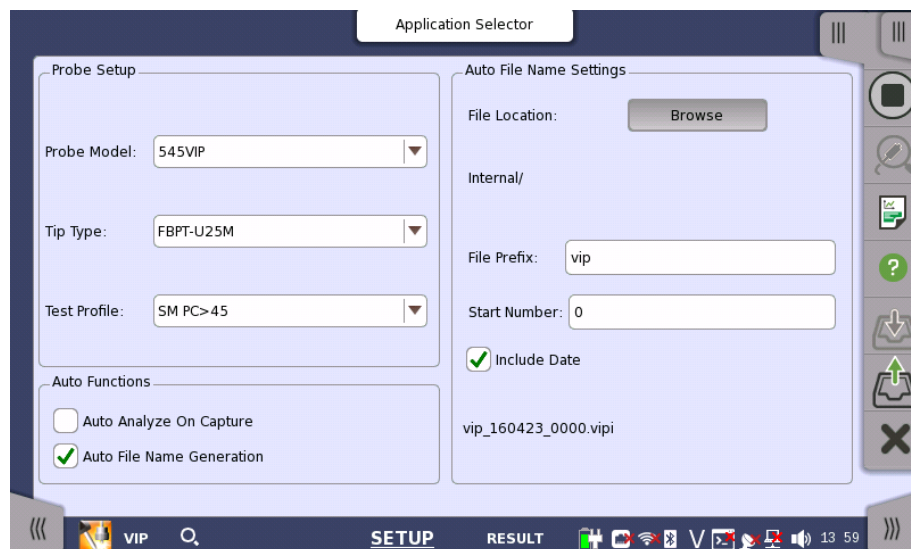 Application Selector
Probe Setup
Probe Model:
545VIP
Tip Type:
FBPT-U25M
Test Profile:
SM PC>45
Auto Functions
Auto Analyze On Capture
Auto File Name Generation
Auto File Name Settings
File Location:
Browse
Internal/
File Prefix:
vip
Start Number:
0
Include Date
vip_160423_0000.vipi
VIP
SETUP
RESULT
13 59